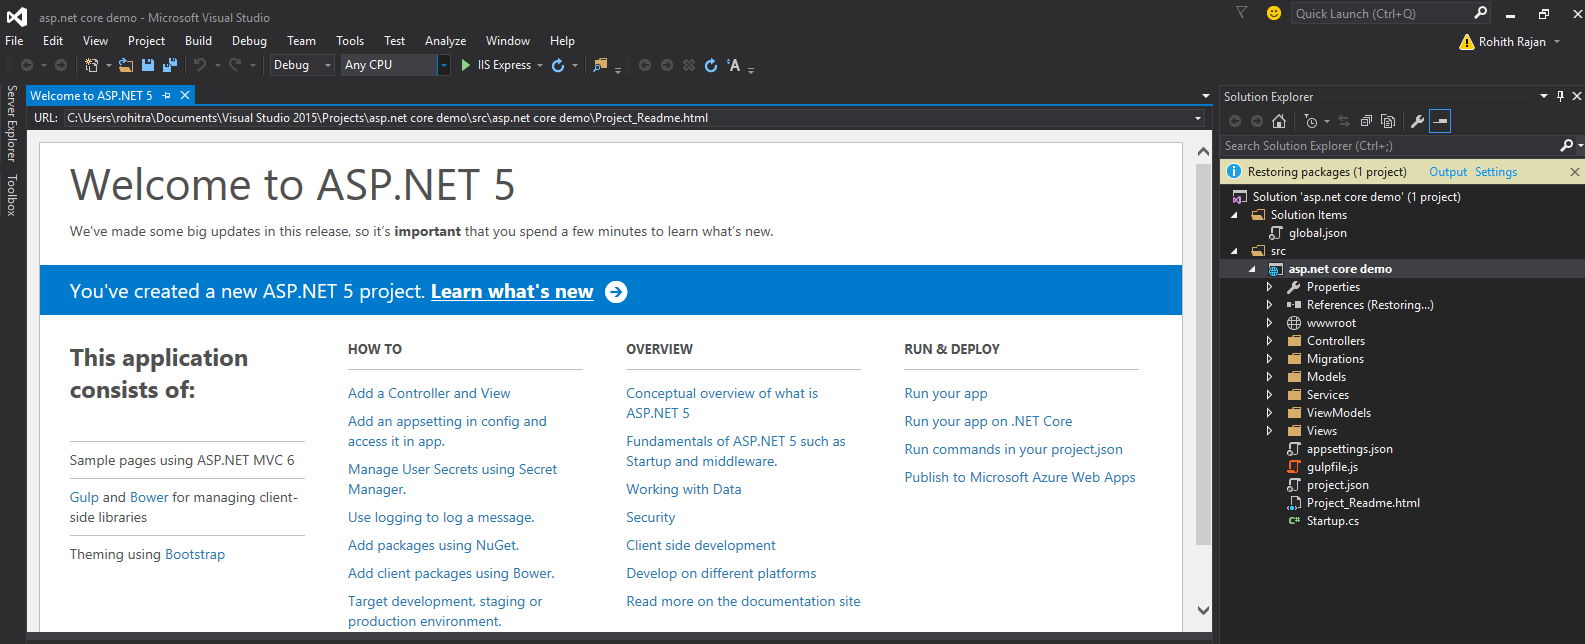 asp.net core demo - Microsoft Visual Studio
Quick Launch (Ctrl+Q)
File Edit View Project Build Debug Team Tools Test Analyze Window Help
Rohith Rajan
Debug Any CPU IIS Express
Server Explorer
Toolbox
Welcome to ASP.NET 5
URL: C:\Users\rohitra\Documents\Visual Studio 2015\Projects\asp.net core demo\src\asp.net core demo\Project_Readme.html
Welcome to ASP.NET 5
We've made some big updates in this release, so it's important that you spend a few minutes to learn what's new.
You've created a new ASP.NET 5 project. Learn what's new
This application
consists of:
Sample pages using ASP.NET MVC 6
Gulp and Bower for managing client-
side libraries
Theming using Bootstrap
HOW TO
Add a Controller and View
Add an appsetting in config and
access it in app.
Manage User Secrets using Secret
Manager.
Use logging to log a message.
Add packages using NuGet.
Add client packages using Bower.
Target development, staging or
production environment.
OVERVIEW
Conceptual overview of what is
ASP.NET 5
Fundamentals of ASP.NET 5 such as
Startup and middleware.
Working with Data
Security
Client side development
Develop on different platforms
Read more on the documentation site
RUN & DEPLOY
Run your app
Run your app on .NET Core
Run commands in your project.json
Publish to Microsoft Azure Web Apps
Solution Explorer
Search Solution Explorer (Ctrl+;)
Restoring packages (1 project) Output Settings
Solution 'asp.net core demo' (1 project)
Solution Items
global.json
src
asp.net core demo
Properties
References (Restoring...)
wwwroot
Controllers
Migrations
Models
Services
ViewModels
Views
appsettings.json
gulpfile.js
project.json
Project_Readme.html
C# Startup.cs